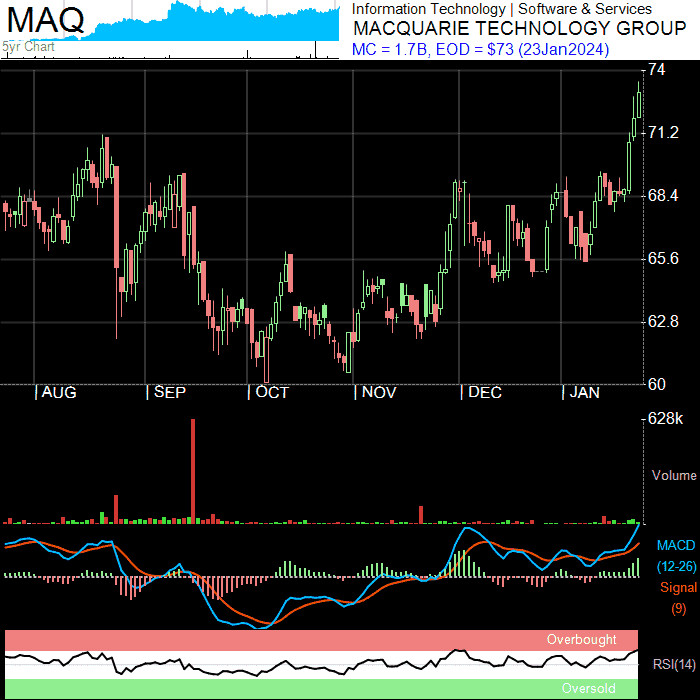 MAQ
5yr Chart
Information Technology | Software & Services
MACQUARIE TECHNOLOGY GROUP
MC = 1.7B, EOD = $73 (23Jan2024)
74
71.2
68.4
65.6
62.8
60
| AUG | SEP | OCT | NOV | DEC | JAN
628k
Volume
MACD
(12-26)
Signal
(9)
Overbought
RSI(14)
Oversold